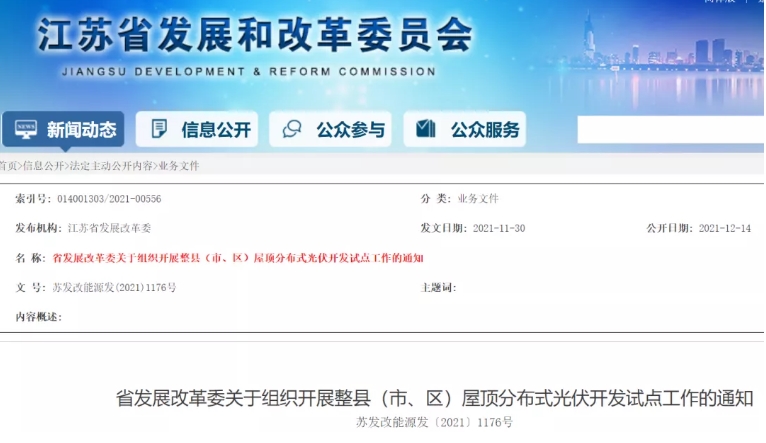 江苏省发展和改革委员会
JIANGSU DEVELOPMENT & REFORM COMMISSION
NEWS 新闻动态 信息公开 公众参与 公众服务
首页>信息公开>法定主动公开内容>业务文件
索引号: 014001303/2021-00556 分 类: 业务文件
发布机构: 江苏省发展改革委 发文日期: 2021-11-30 公开日期: 2021-12-14
名 称: 省发展改革委关于组织开展整县（市、区）屋顶分布式光伏开发试点工作的通知
文 号: 苏发改能源发(2021)1176号 主题词:
内容概述:
省发展改革委关于组织开展整县（市、区）屋顶分布式光伏开发试点工作的通知
苏发改能源发〔2021〕1176号